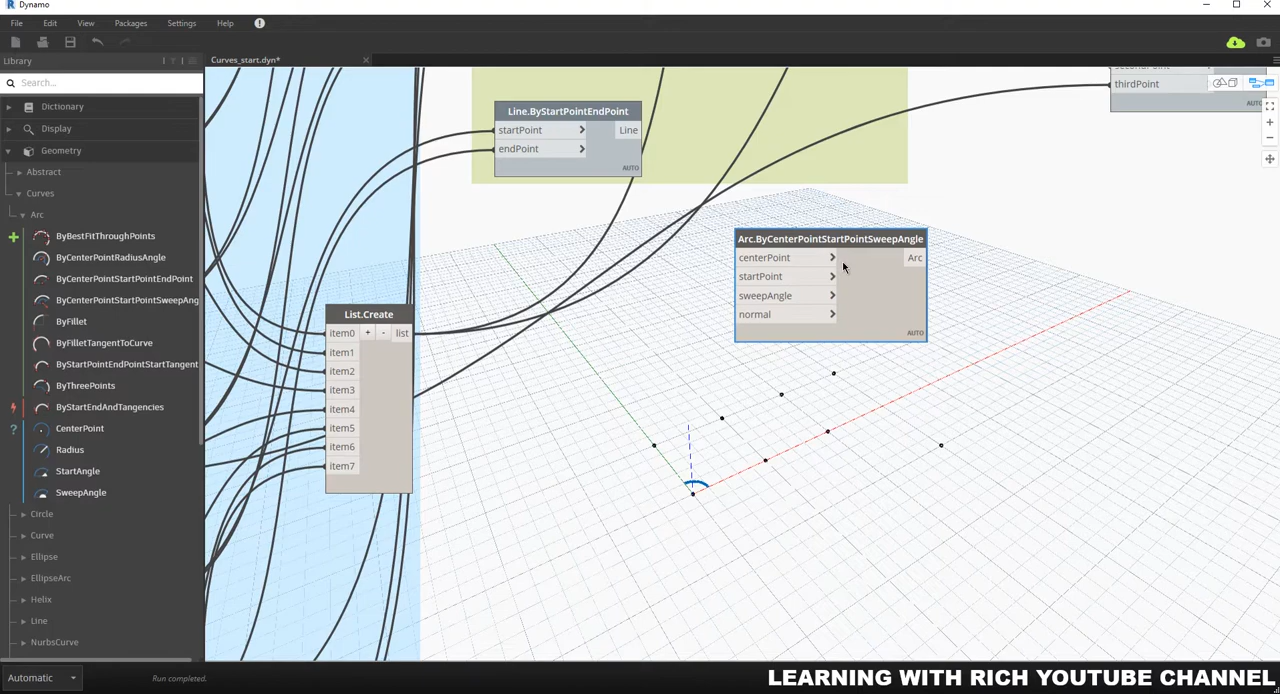 Dynamo
File Edit View Packages Settings Help
Library
Curves_start.dyn*
Search...
Dictionary
Display
Geometry
Abstract
Curves
Arc
ByBestFitThroughPoints
ByCenterPointRadiusAngle
ByCenterPointStartPointEndPoint
ByCenterPointStartPointSweepAng
ByFillet
ByFilletTangentToCurve
ByStartPointEndPointStartTangent
ByThreePoints
ByStartEndAndTangencies
CenterPoint
Radius
StartAngle
SweepAngle
Circle
Curve
Ellipse
EllipseArc
Helix
Line
NurbsCurve
Automatic
Run completed.
Line.ByStartPointEndPoint
startPoint > Line
endPoint >
AUTO
List.Create
item0 + - list
item1
item2
item3
item4
item5
item6
item7
Arc.ByCenterPointStartPointSweepAngle
centerPoint > Arc
startPoint >
sweepAngle >
normal >
AUTO
thirdPoint
AUTO
LEARNING WITH RICH YOUTUBE CHANNEL